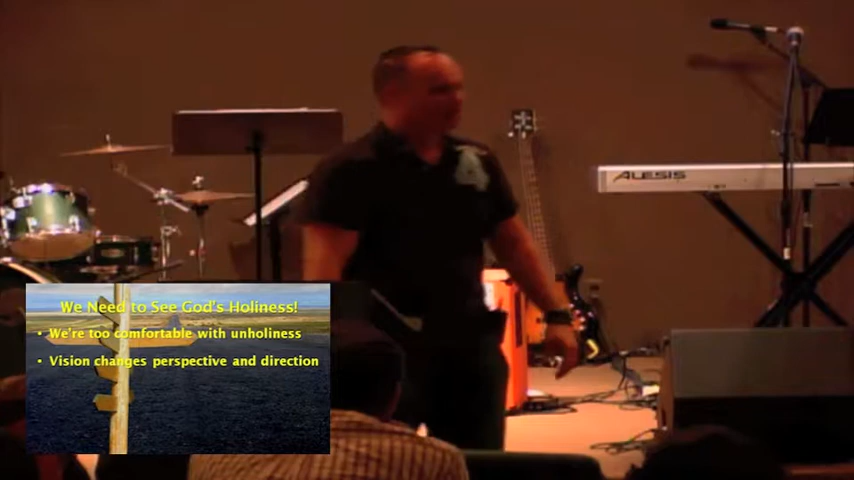 ALESIS
We Need to See God's Holiness!
• We're too comfortable with unholiness
• Vision changes perspective and direction